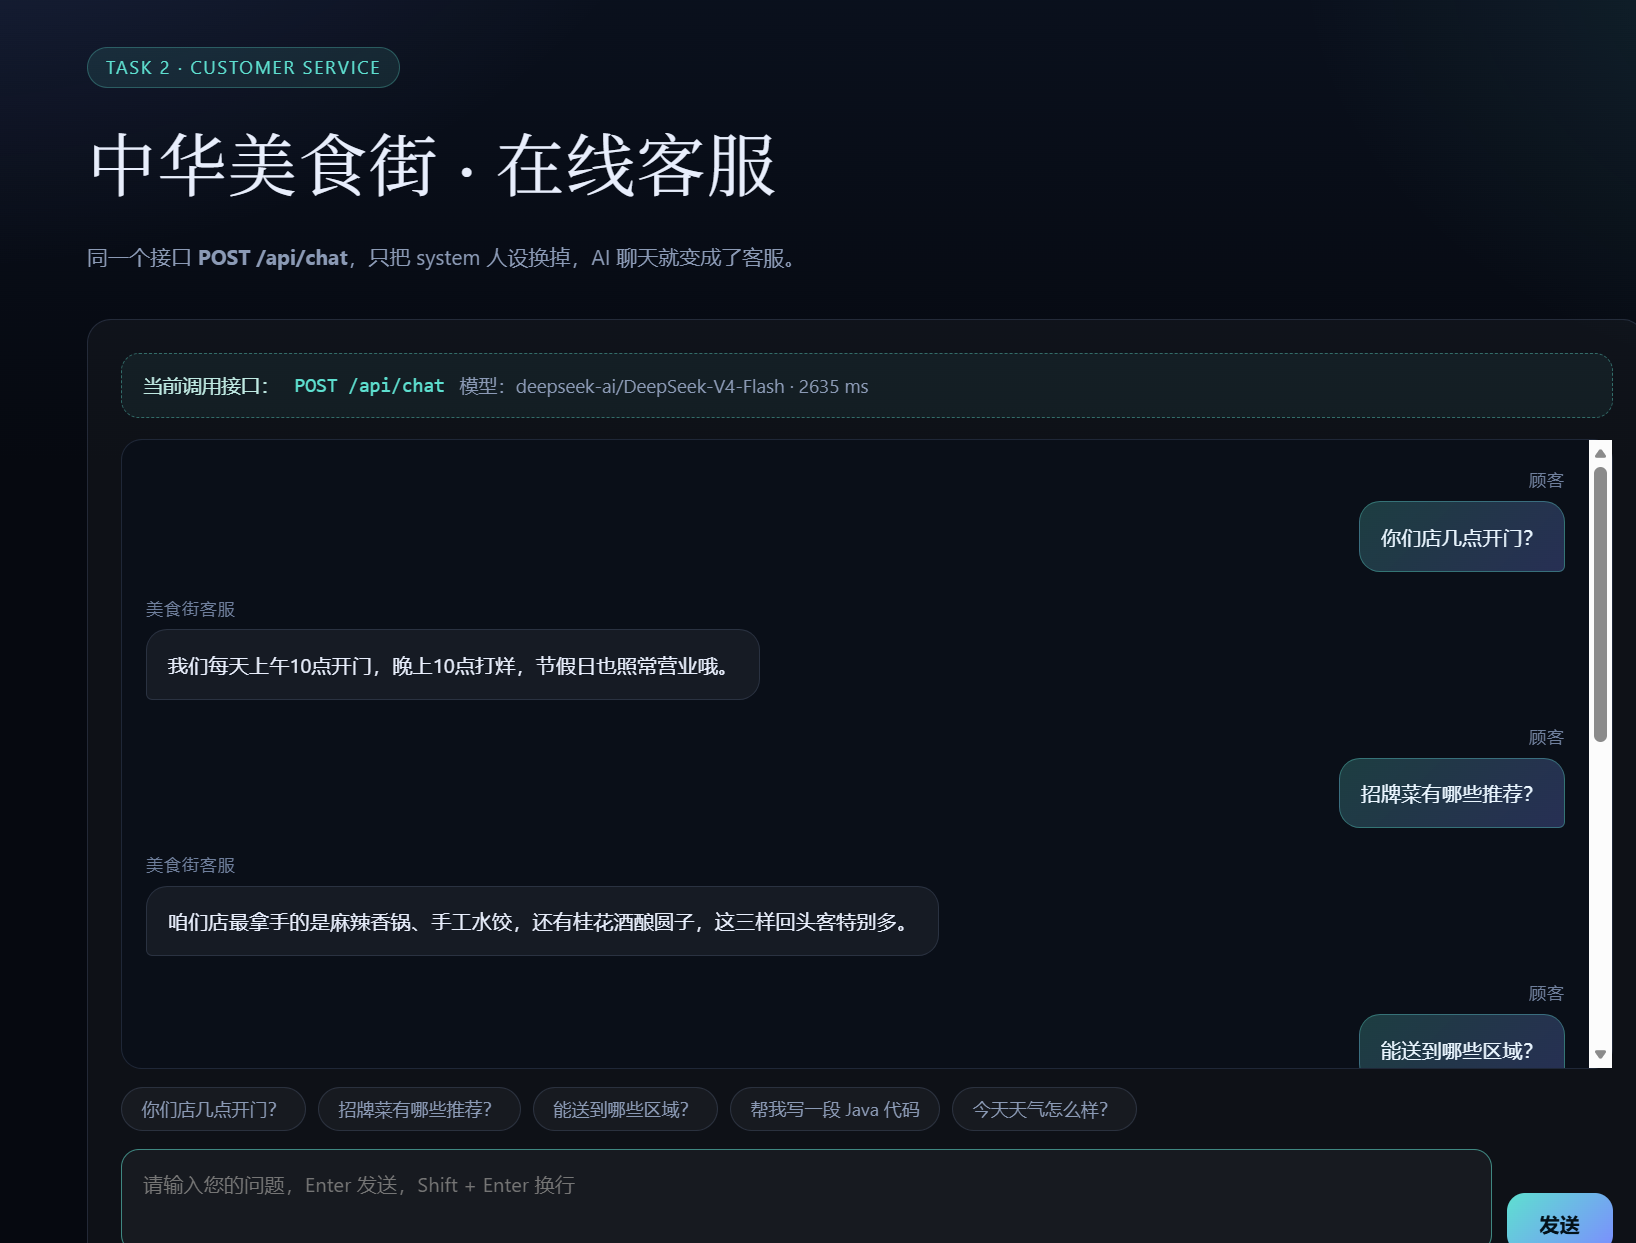 TASK 2 · CUSTOMER SERVICE
中华美食街 · 在线客服
同一个接口 POST /api/chat，只把 system 人设换掉，AI 聊天就变成了客服。
当前调用接口： POST /api/chat 模型：deepseek-ai/DeepSeek-V4-Flash · 2635 ms
顾客
你们店几点开门？
美食街客服
我们每天上午10点开门，晚上10点打烊，节假日也照常营业哦。
顾客
招牌菜有哪些推荐？
美食街客服
咱们店最拿手的是麻辣香锅、手工水饺，还有桂花酒酿圆子，这三样回头客特别多。
顾客
能送到哪些区域？
你们店几点开门？ 招牌菜有哪些推荐？ 能送到哪些区域？ 帮我写一段 Java 代码 今天天气怎么样？
请输入您的问题，Enter 发送，Shift + Enter 换行
发送